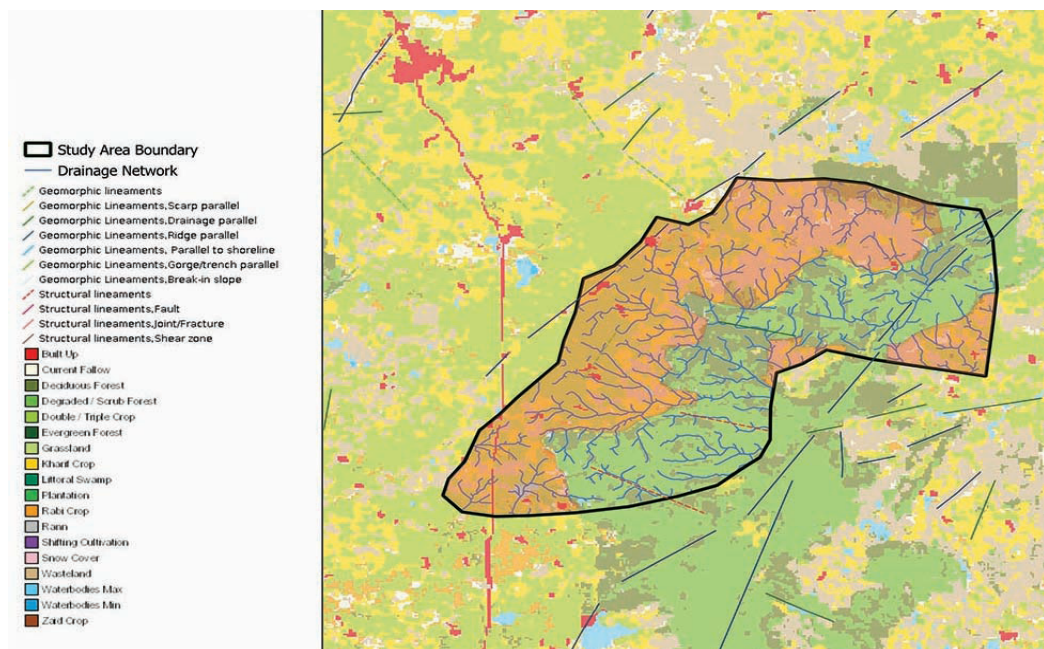 Study Area Boundary
Drainage Network
Geomorphic lineaments
Geomorphic Lineaments,Scarp parallel
Geomorphic Lineaments,Drainage parallel
Geomorphic Lineaments,Ridge parallel
Geomorphic Lineaments, Parallel to shoreline
Geomorphic Lineaments,Gorge/trench parallel
Geomorphic Lineaments,Break-in slope
Structural lineaments
Structural lineaments,Fault
Structural lineaments,Joint/Fracture
Structural lineaments,Shear zone
Built Up
Current Fallow
Deciduous Forest
Degraded / Scrub Forest
Double / Triple Crop
Evergreen Forest
Grassland
Kharif Crop
Littoral Swamp
Plantation
Rabi Crop
Rann
Shifting Cultivation
Snow Cover
Wasteland
Waterbodies Max
Waterbodies Min
Zaid Crop